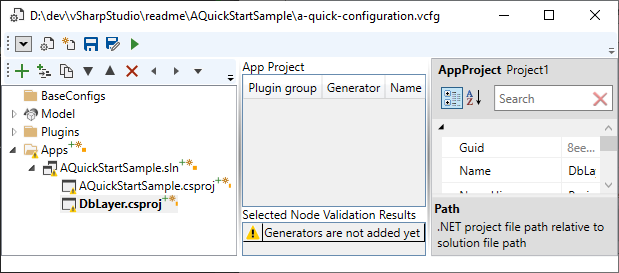 D:\dev\vSharpStudio\readme\AQuickStartSample\a-quick-configuration.vcfg
BaseConfigs
Model
Plugins
Apps
AQuickStartSample.sln
AQuickStartSample.csproj
DbLayer.csproj
App Project
Plugin group Generator Name
Selected Node Validation Results
Generators are not added yet
AppProject Project1
Search
Guid 8ee...
Name DbLa
Path
.NET project file path relative to
solution file path